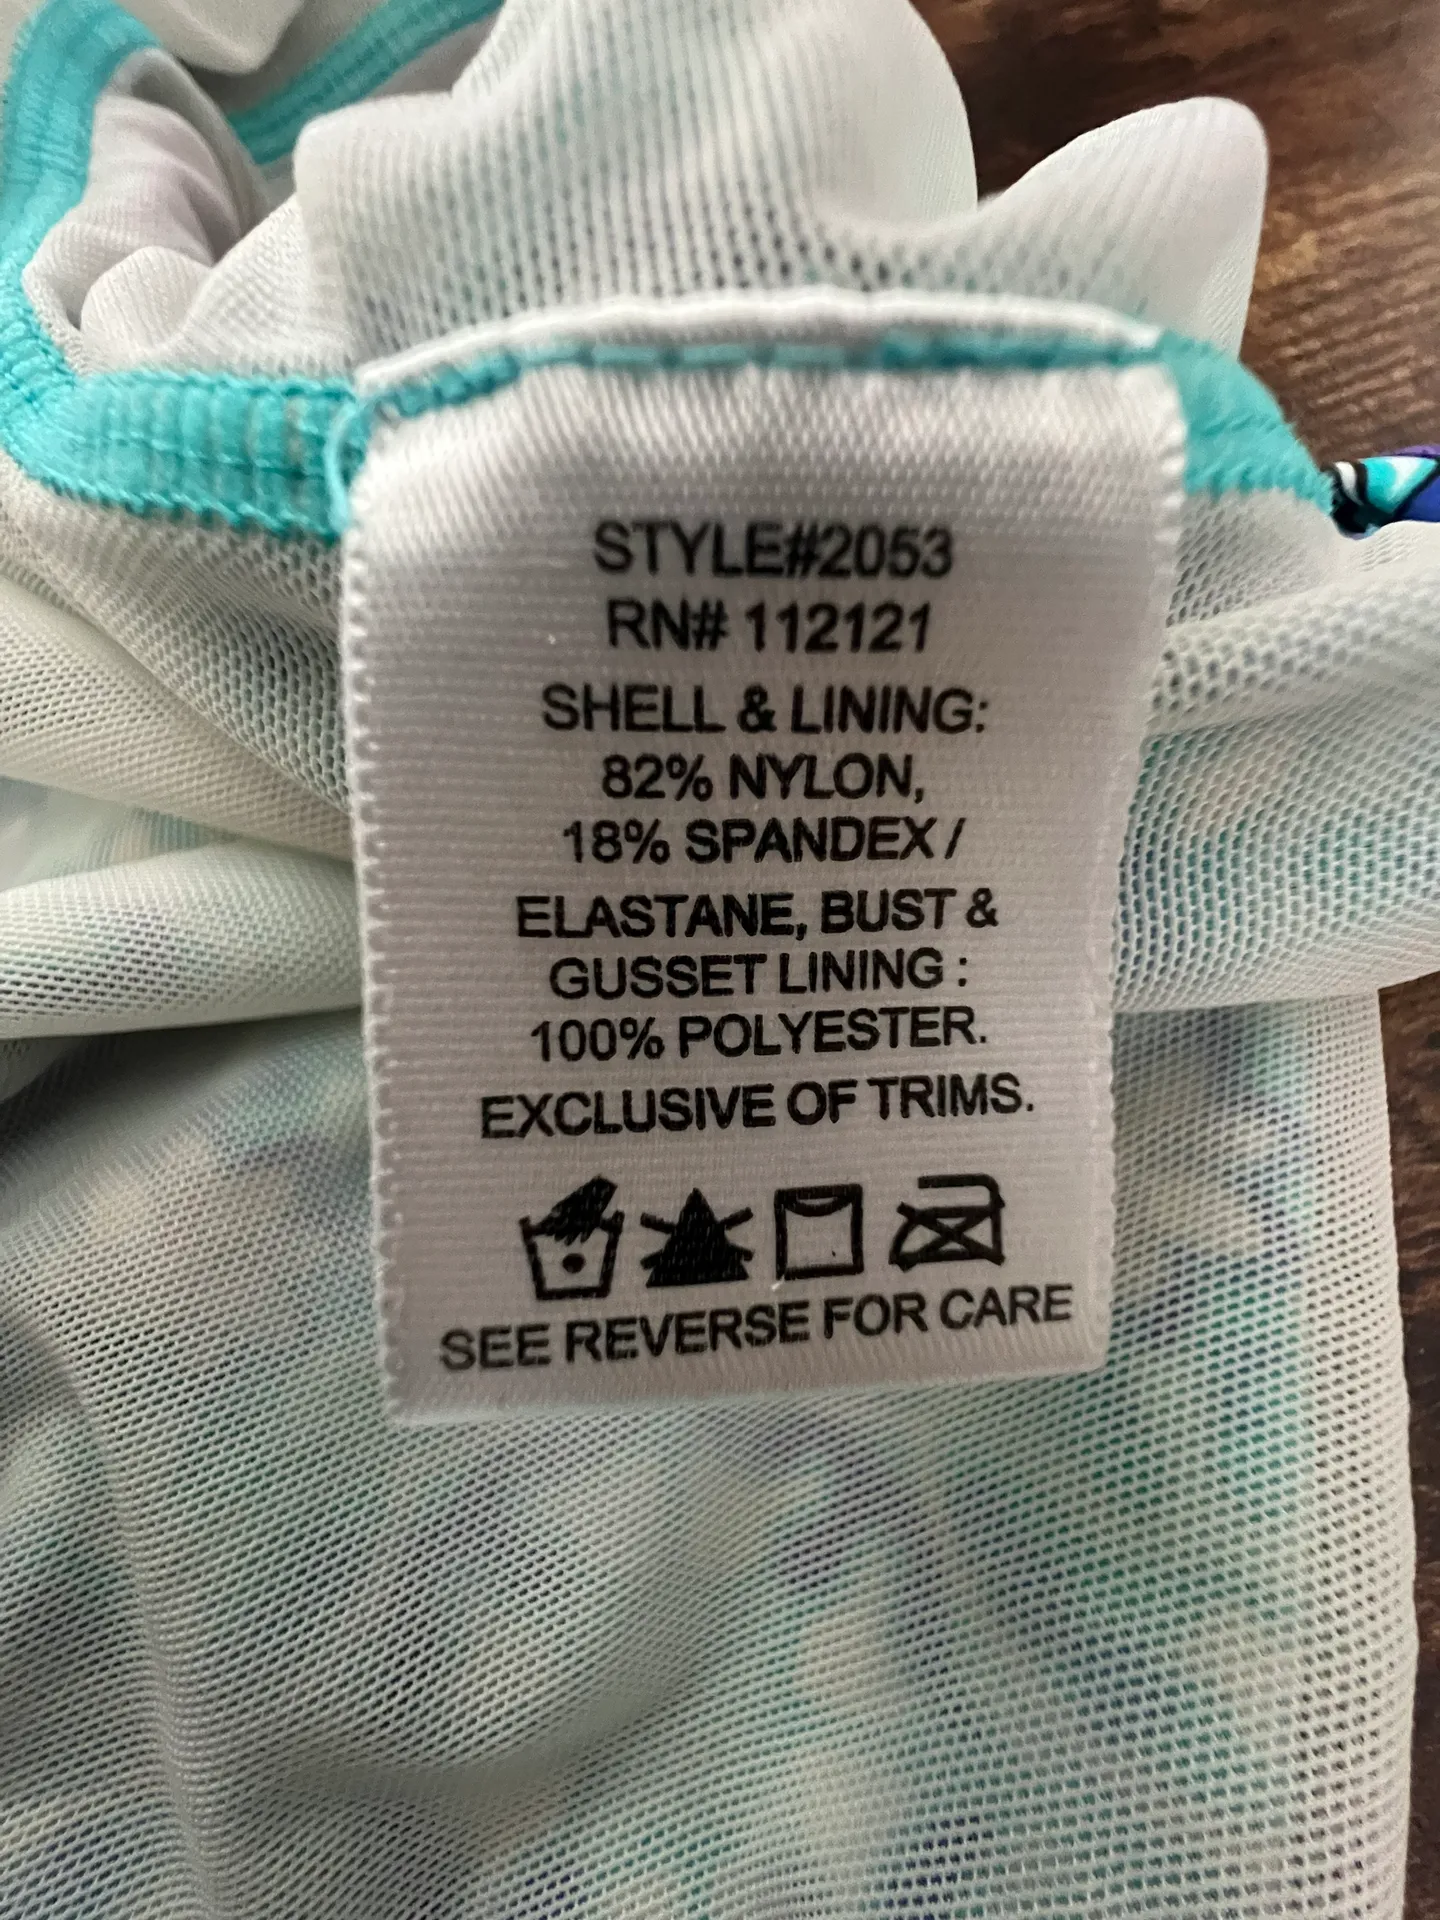 STYLE#2053
RN# 112121
SHELL & LINING:
82% NYLON,
18% SPANDEX /
ELASTANE, BUST &
GUSSET LINING :
100% POLYESTER.
EXCLUSIVE OF TRIMS.
SEE REVERSE FOR CARE